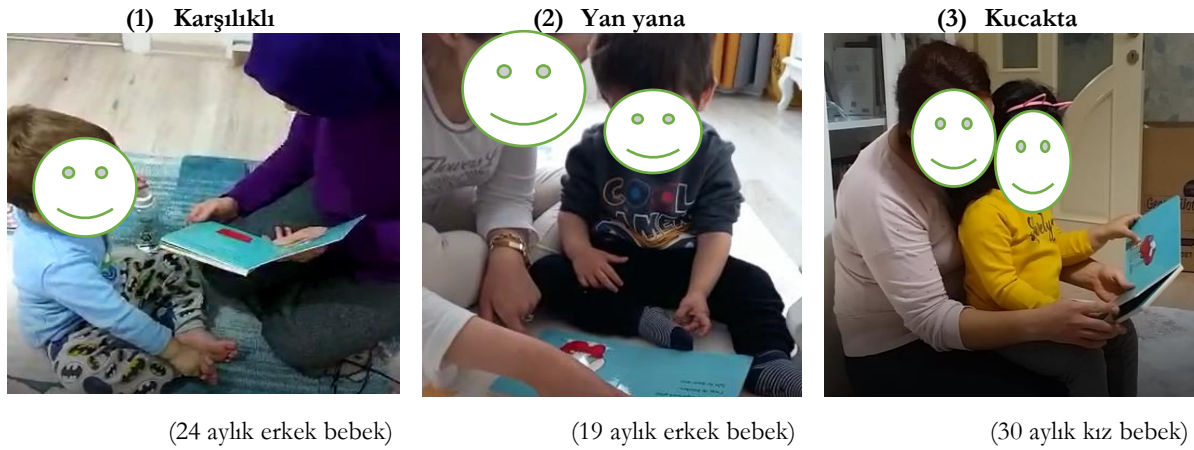 (1) Karşılıklı
(2) Yan yana
(3) Kucakta
COOL
(24 aylık erkek bebek)
(19 aylık erkek bebek)
(30 aylık kız bebek)